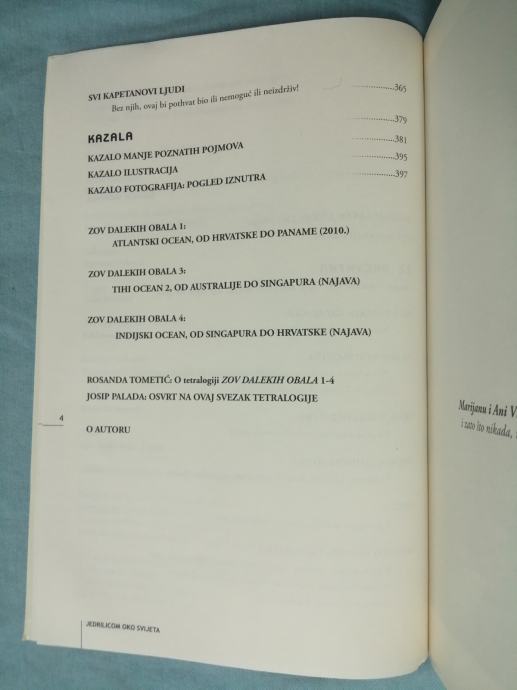 SVI KAPETANOVI LJUDI ..............365
Bez njih, ovaj bi pothvat bio ili nemoguć ili neizdrživ!
KAZALA ..............379
KAZALO MANJE POZNATIH POJMOVA ..............381
KAZALO ILUSTRACIJA ..............395
KAZALO FOTOGRAFIJA: POGLED IZNUTRA ..............397
ZOV DALEKIH OBALA 1:
ATLANTSKI OCEAN, OD HRVATSKE DO PANAME (2010.)
ZOV DALEKIH OBALA 3:
TIHI OCEAN 2, OD AUSTRALIJE DO SINGAPURA (NAJAVA)
ZOV DALEKIH OBALA 4:
INDIJSKI OCEAN, OD SINGAPURA DO HRVATSKE (NAJAVA)
ROSANDA TOMETIĆ: O tetralogiji ZOV DALEKIH OBALA 1-4
JOSIP PALADA: OSVRT NA OVAJ SVEZAK TETRALOGIJE
4
O AUTORU
JEDRILICOM OKO SVIJETA
Marijanu i Ani
i zato što nikada,